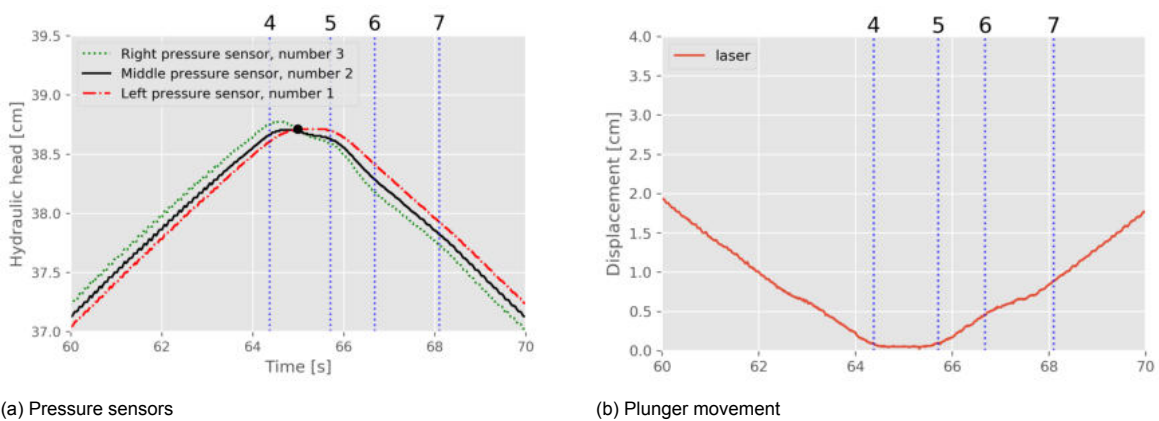 4 5 6 7
39.5
39.0
38.5
38.0
37.5
37.0
Hydraulic head [cm]
Right pressure sensor, number 3
Middle pressure sensor, number 2
Left pressure sensor, number 1
60 62 64 66 68 70
Time [s]
(a) Pressure sensors
4 5 6 7
4.0
3.5
3.0
2.5
2.0
1.5
1.0
0.5
0.0
Displacement [cm]
laser
60 62 64 66 68 70
(b) Plunger movement